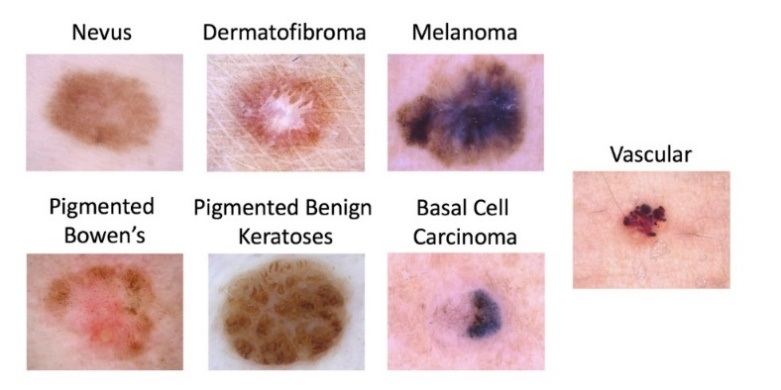 Nevus
Dermatofibroma
Melanoma
Vascular
Pigmented
Bowen's
Pigmented Benign
Keratoses
Basal Cell
Carcinoma